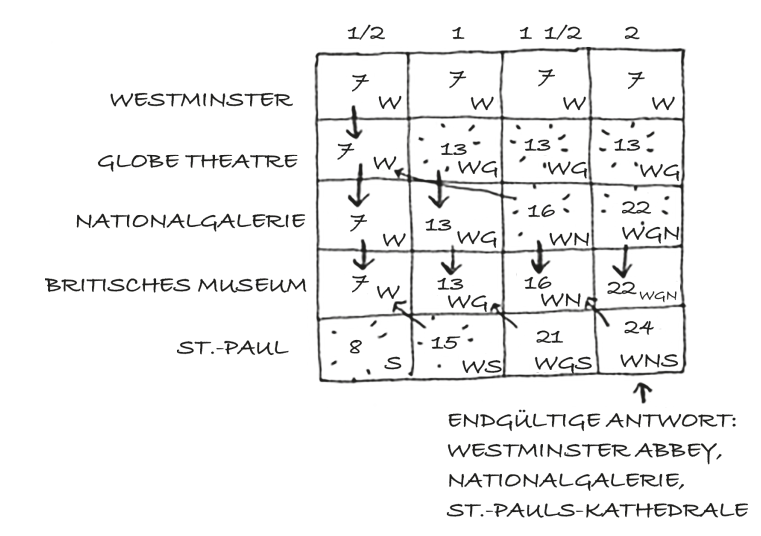 1/2 1 1 1/2 2
WESTMINSTER 7 W 7 W 7 W 7 W
GLOBE THEATRE 7 W 13 WG 13 WG 13 WG
NATIONALGALERIE 7 W 13 WG 16 WN 22 WGN
BRITISCHES MUSEUM 7 W 13 WG 16 WN 22 WGN
ST.-PAUL 8 S 15 WS 21 WGS 24 WNS
ENDGÜLTIGE ANTWORT:
WESTMINSTER ABBEY,
NATIONALGALERIE,
ST.-PAULS-KATHEDRALE